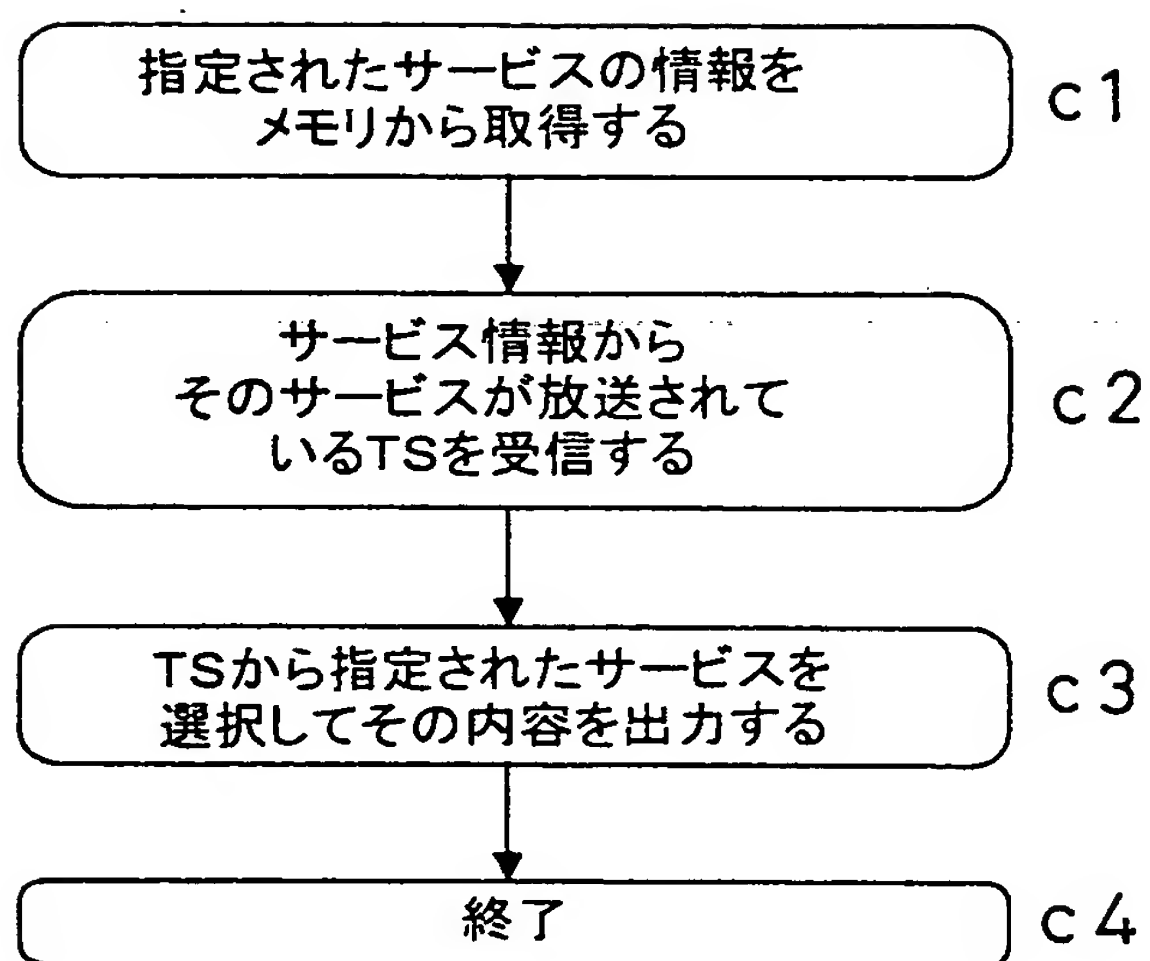 指定されたサービスの情報を
メモリから取得する
c1
サービス情報から
そのサービスが放送されて
いるTSを受信する
c2
TSから指定されたサービスを
選択してその内容を出力する
c3
終了
c4